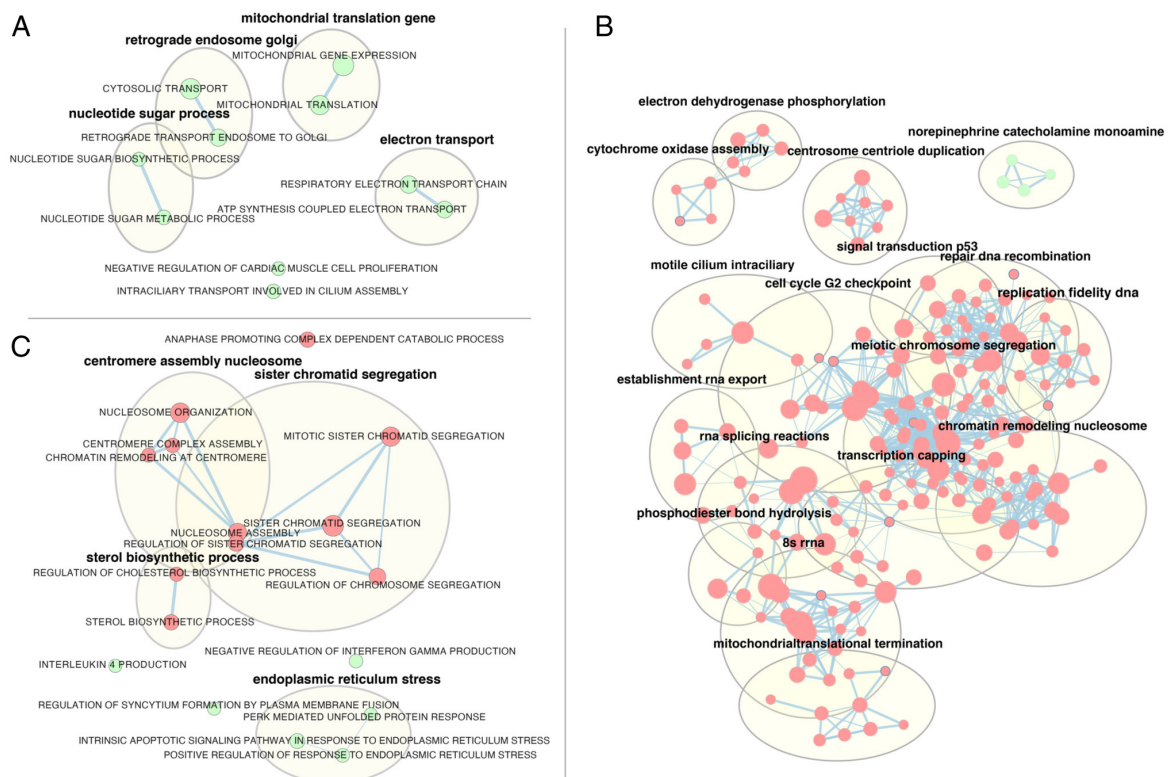 A
mitochondrial translation gene
retrograde endosome golgi
MITOCHONDRIAL GENE EXPRESSION
CYTOSOLIC TRANSPORT
MITOCHONDRIAL TRANSLATION
nucleotide sugar process
RETROGRADE TRANSPORT ENDOSOME TO GOLGI
electron transport
NUCLEOTIDE SUGAR BIOSYNTHETIC PROCESS
RESPIRATORY ELECTRON TRANSPORT CHAIN
ATP SYNTHESIS COUPLED ELECTRON TRANSPORT
NUCLEOTIDE SUGAR METABOLIC PROCESS
NEGATIVE REGULATION OF CARDIAC MUSCLE CELL PROLIFERATION
INTRACILIARY TRANSPORT INVOLVED IN CILIUM ASSEMBLY
B
electron dehydrogenase phosphorylation
norepinephrine catecholamine monoamine
cytochrome oxidase assembly
centrosome centriole duplication
signal transduction p53
repair dna recombination
motile cilium intraciliary
cell cycle G2 checkpoint
replication fidelity dna
meiotic chromosome segregation
establishment rna export
chromatin remodeling nucleosome
rna splicing reactions
transcription capping
phosphodiester bond hydrolysis
8s rrna
mitochondrialtranslational termination
C
ANAPHASE PROMOTING COMPLEX DEPENDENT CATABOLIC PROCESS
centromere assembly nucleosome
sister chromatid segregation
NUCLEOSOME ORGANIZATION
MITOTIC SISTER CHROMATID SEGREGATION
CENTROMERE COMPLEX ASSEMBLY
CHROMATIN REMODELING AT CENTROMERE
SISTER CHROMATID SEGREGATION
NUCLEOSOME ASSEMBLY
REGULATION OF SISTER CHROMATID SEGREGATION
sterol biosynthetic process
REGULATION OF CHOLESTEROL BIOSYNTHETIC PROCESS
REGULATION OF CHROMOSOME SEGREGATION
STEROL BIOSYNTHETIC PROCESS
NEGATIVE REGULATION OF INTERFERON GAMMA PRODUCTION
INTERLEUKIN 4 PRODUCTION
endoplasmic reticulum stress
REGULATION OF SYNCYTIUM FORMATION BY PLASMA MEMBRANE FUSION
PERK MEDIATED UNFOLDED PROTEIN RESPONSE
INTRINSIC APOPTOTIC SIGNALING PATHWAY IN RESPONSE TO ENDOPLASMIC RETICULUM STRESS
POSITIVE REGULATION OF RESPONSE TO ENDOPLASMIC RETICULUM STRESS